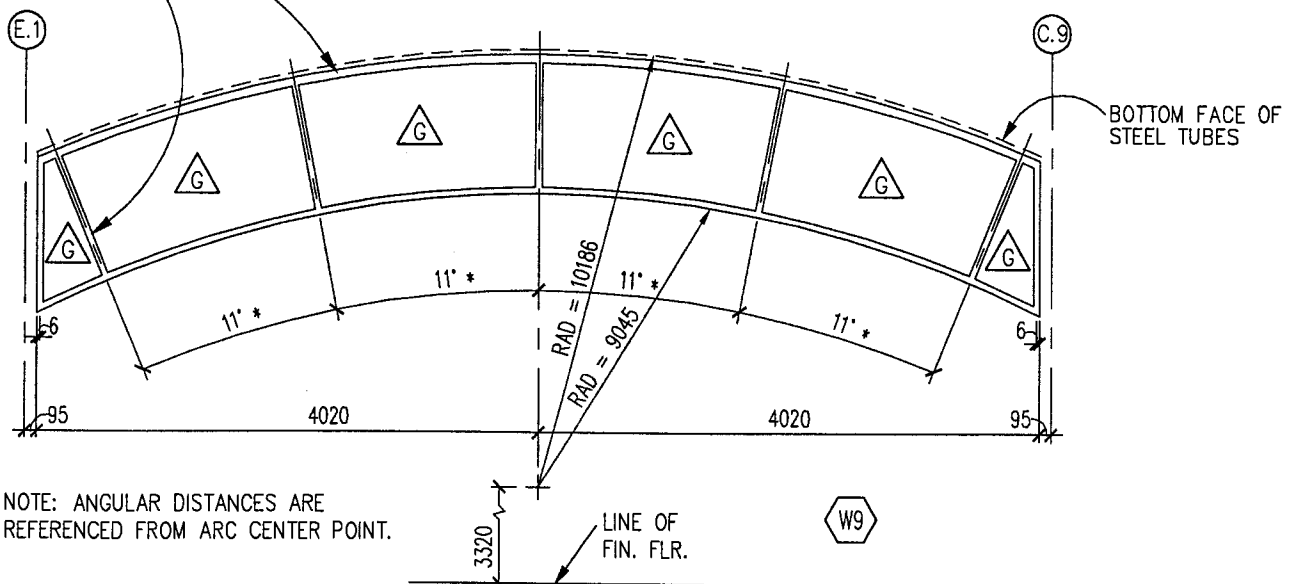 E.1
C.9
BOTTOM FACE OF
STEEL TUBES
G
G
G
G
G
G
RAD = 10186
RAD = 9045
11° *
11° *
11° *
11° *
6
6
95
4020
4020
95
NOTE: ANGULAR DISTANCES ARE
REFERENCED FROM ARC CENTER POINT.
3320
LINE OF
FIN. FLR.
W9